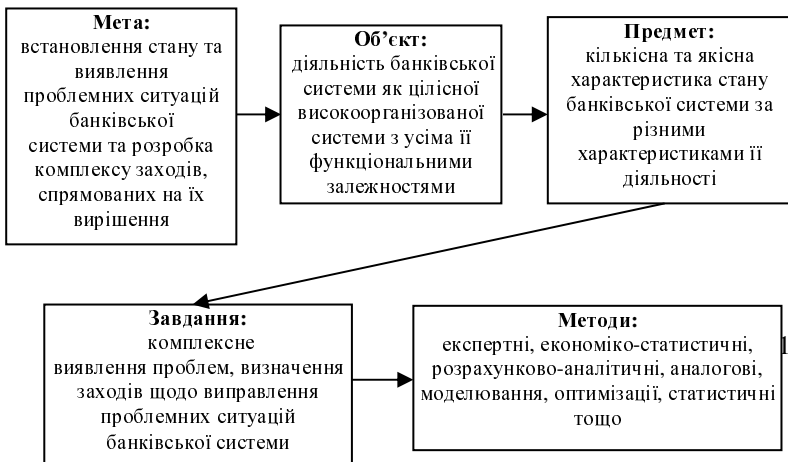 Мета:
встановлення стану та
виявлення
проблемних ситуацій
банківської
системи та розробка
комплексу заходів,
спрямованих на їх
вирішення
Об’єкт:
діяльність банківської
системи як цілісної
високоорганізованої
системи з усіма її
функціональними
залежностями
Предмет:
кількісна та якісна
характеристика стану
банківської системи за
різними
характеристиками її
діяльності
Завдання:
комплексне
виявлення проблем, визначення
заходів щодо виправлення
проблемних ситуацій
банківської системи
Методи:
експертні, економіко-статистичні,
розрахунково-аналітичні, аналогові,
моделювання, оптимізації, статистичні
тощо